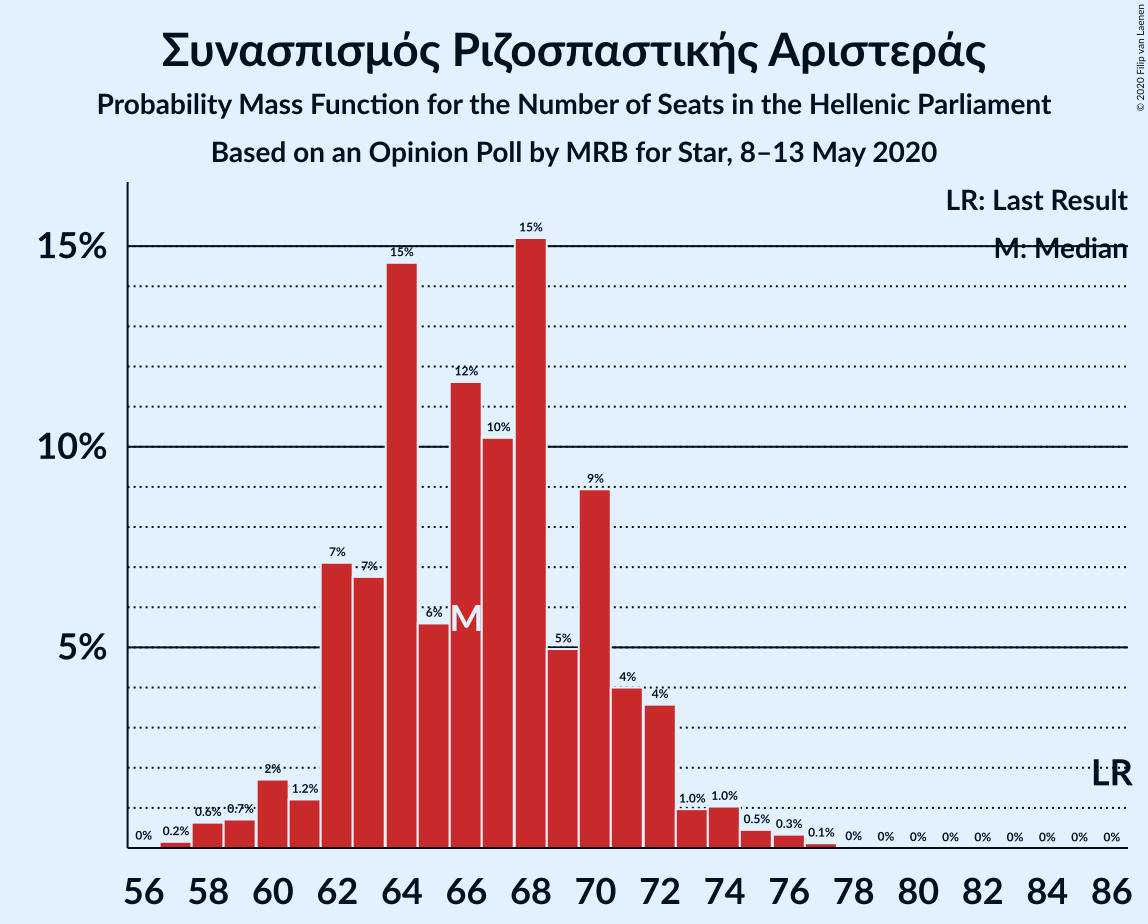 Συνασπισμός Ριζοσπαστικής Αριστεράς
Probability Mass Function for the Number of Seats in the Hellenic Parliament
Based on an Opinion Poll by MRB for Star, 8–13 May 2020
© 2020 Filip van Laenen
LR: Last Result
M: Median
15%
10%
5%
0% 0.2% 0.6% 0.7% 2% 1.2% 7% 7% 15% 6% 12% 10% 15% 5% 9% 4% 4% 1.0% 1.0% 0.5% 0.3% 0.1% 0% 0% 0% 0% 0% 0% 0% 0% 0%
M
LR
56 58 60 62 64 66 68 70 72 74 76 78 80 82 84 86